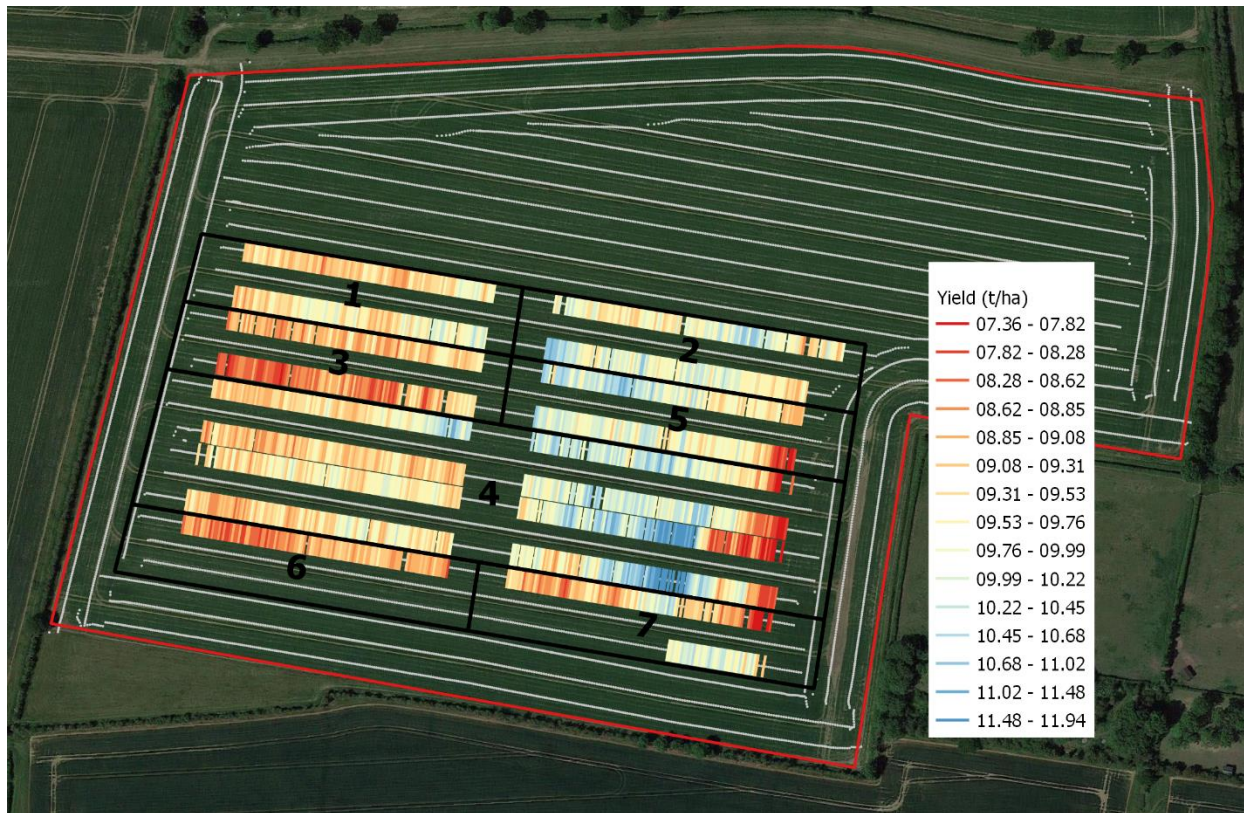 1
2
3
5
4
6
7
Yield (t/ha)
07.36 - 07.82
07.82 - 08.28
08.28 - 08.62
08.62 - 08.85
08.85 - 09.08
09.08 - 09.31
09.31 - 09.53
09.53 - 09.76
09.76 - 09.99
09.99 - 10.22
10.22 - 10.45
10.45 - 10.68
10.68 - 11.02
11.02 - 11.48
11.48 - 11.94